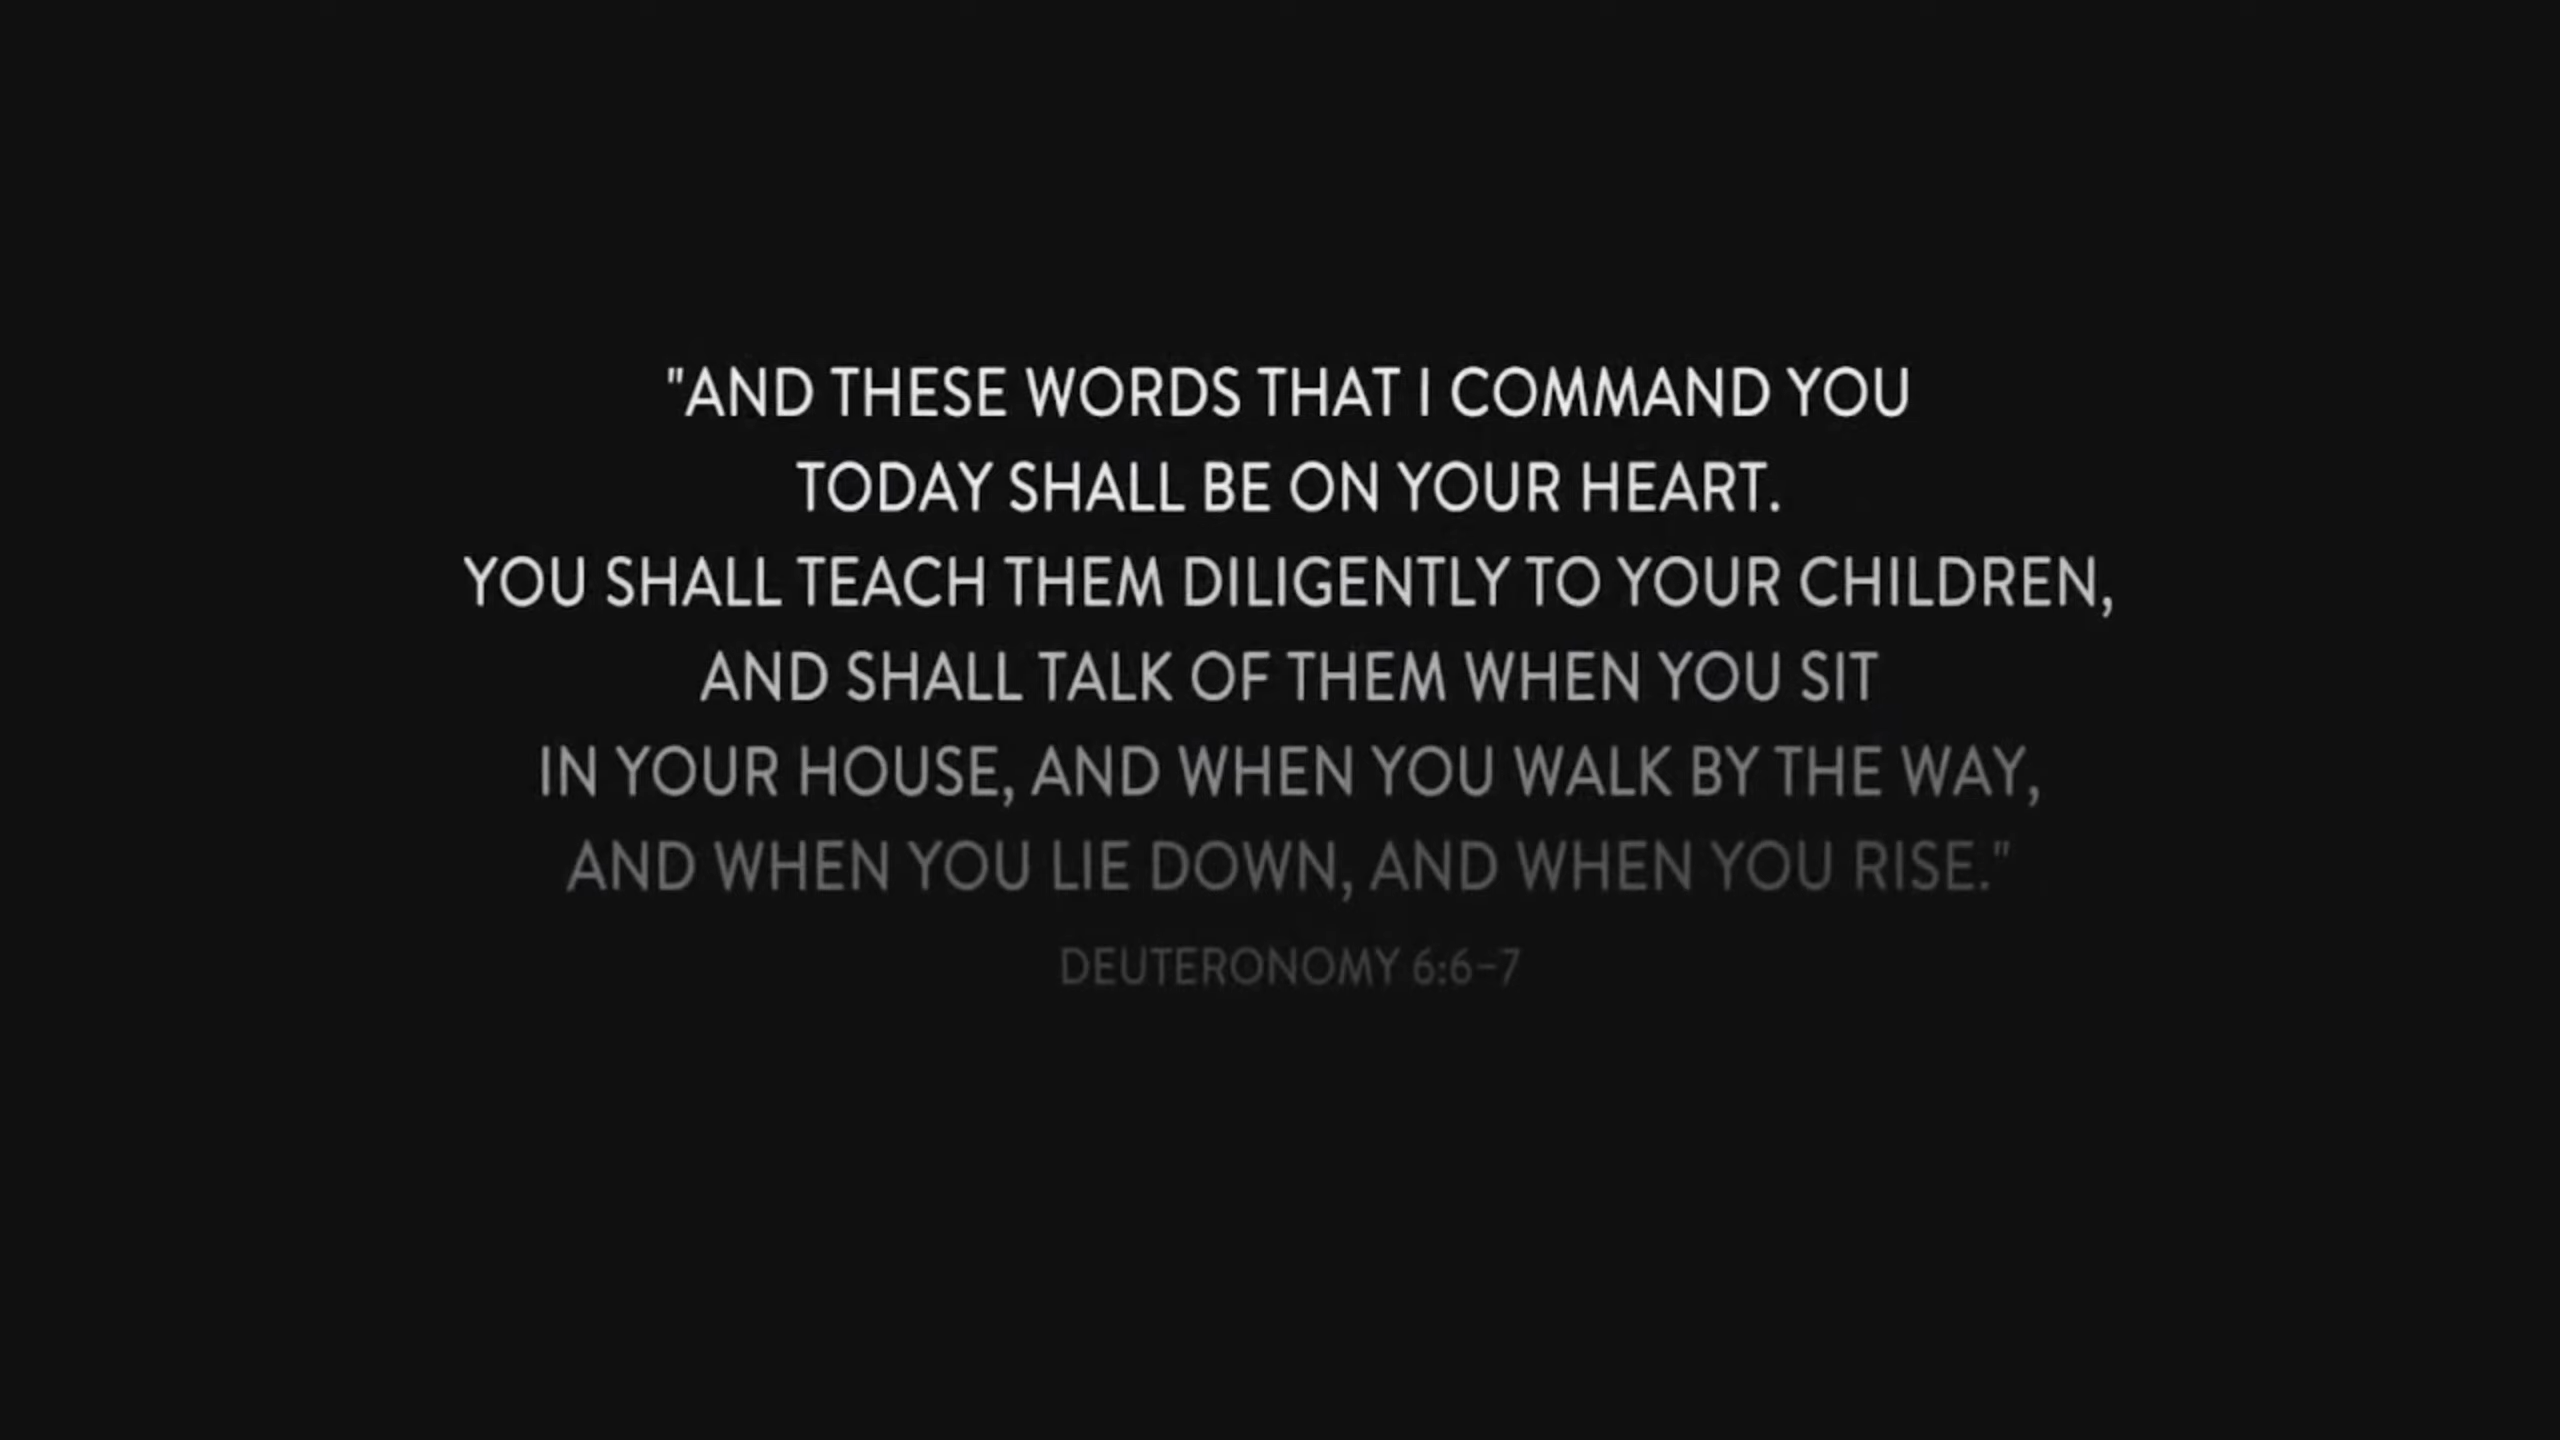 "AND THESE WORDS THAT I COMMAND YOU
TODAY SHALL BE ON YOUR HEART.
YOU SHALL TEACH THEM DILIGENTLY TO YOUR CHILDREN,
AND SHALL TALK OF THEM WHEN YOU SIT
IN YOUR HOUSE, AND WHEN YOU WALK BY THE WAY,
AND WHEN YOU LIE DOWN, AND WHEN YOU RISE."
DEUTERONOMY 6:6–7